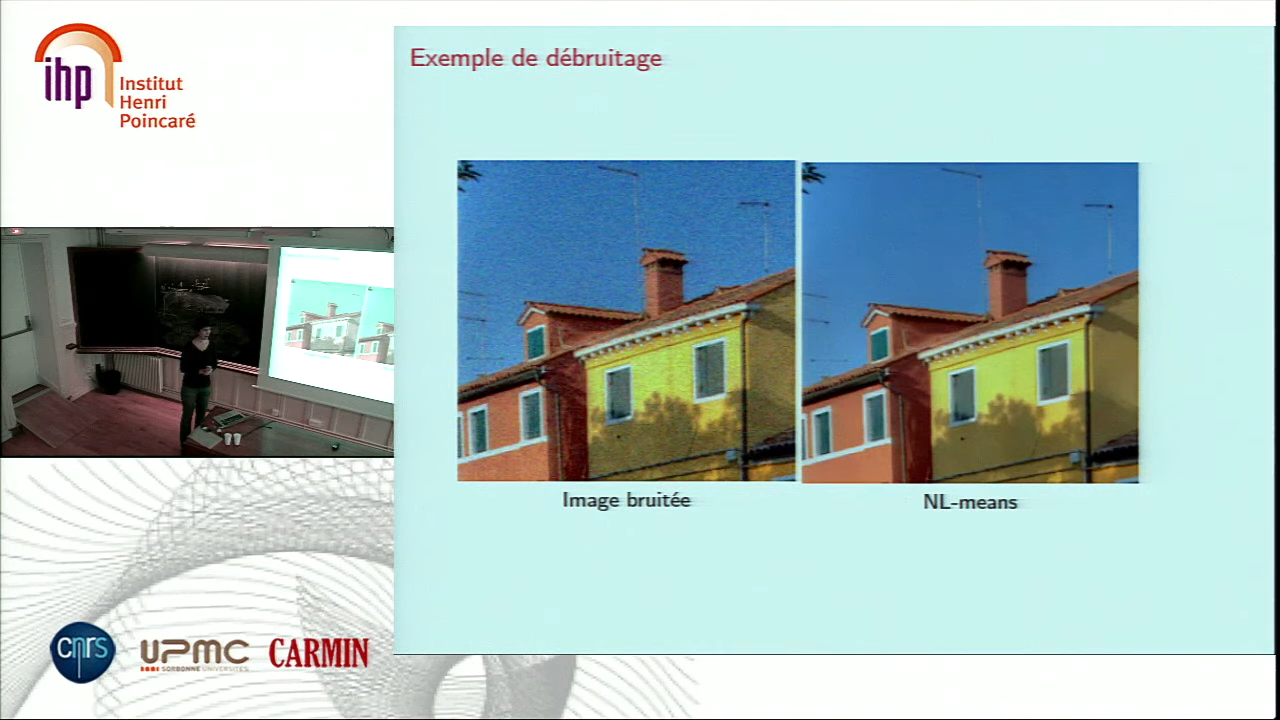 ihp
Institut
Henri
Poincaré
Exemple de débruitage
Image bruitée
NL-means
cnrs
UPMC
SORBONNE UNIVERSITÉS
CARMIN